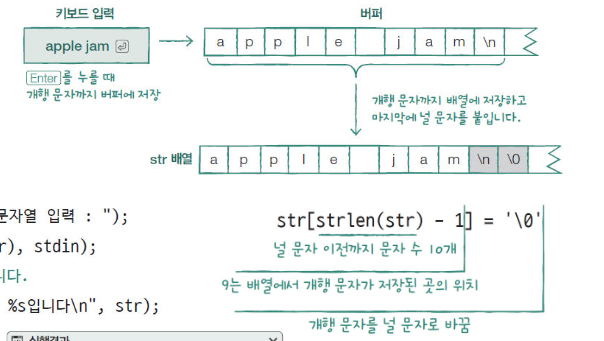 키보드 입력
버퍼
apple jam
a p p l e j a m \n
Enter를 누를 때
개행 문자까지 버퍼에 저장
개행 문자까지 배열에 저장하고
마지막에 널 문자를 붙입니다.
str 배열
a p p l e j a m \n \0
문자열 입력 : ");
str[strlen(str) - 1] = '\0'
r), stdin);
널 문자 이전까지 문자 수 10개
니다.
9는 배열에서 개행 문자가 저장된 곳의 위치
%s입니다\n", str);
개행 문자를 널 문자로 바꿈
실행결과